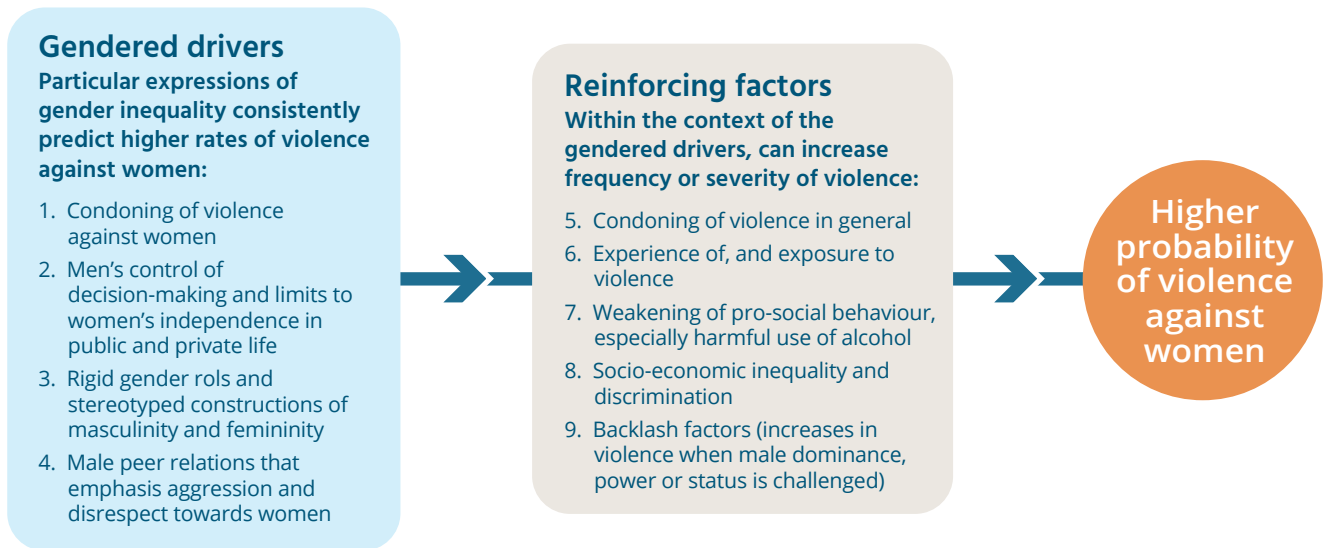 Gendered drivers
Particular expressions of
gender inequality consistently
predict higher rates of violence
against women:
1. Condoning of violence
against women
2. Men’s control of
decision-making and limits to
women’s independence in
public and private life
3. Rigid gender rols and
stereotyped constructions of
masculinity and femininity
4. Male peer relations that
emphasis aggression and
disrespect towards women
Reinforcing factors
Within the context of the
gendered drivers, can increase
frequency or severity of violence:
5. Condoning of violence in general
6. Experience of, and exposure to
violence
7. Weakening of pro-social behaviour,
especially harmful use of alcohol
8. Socio-economic inequality and
discrimination
9. Backlash factors (increases in
violence when male dominance,
power or status is challenged)
Higher
probability
of violence
against
women